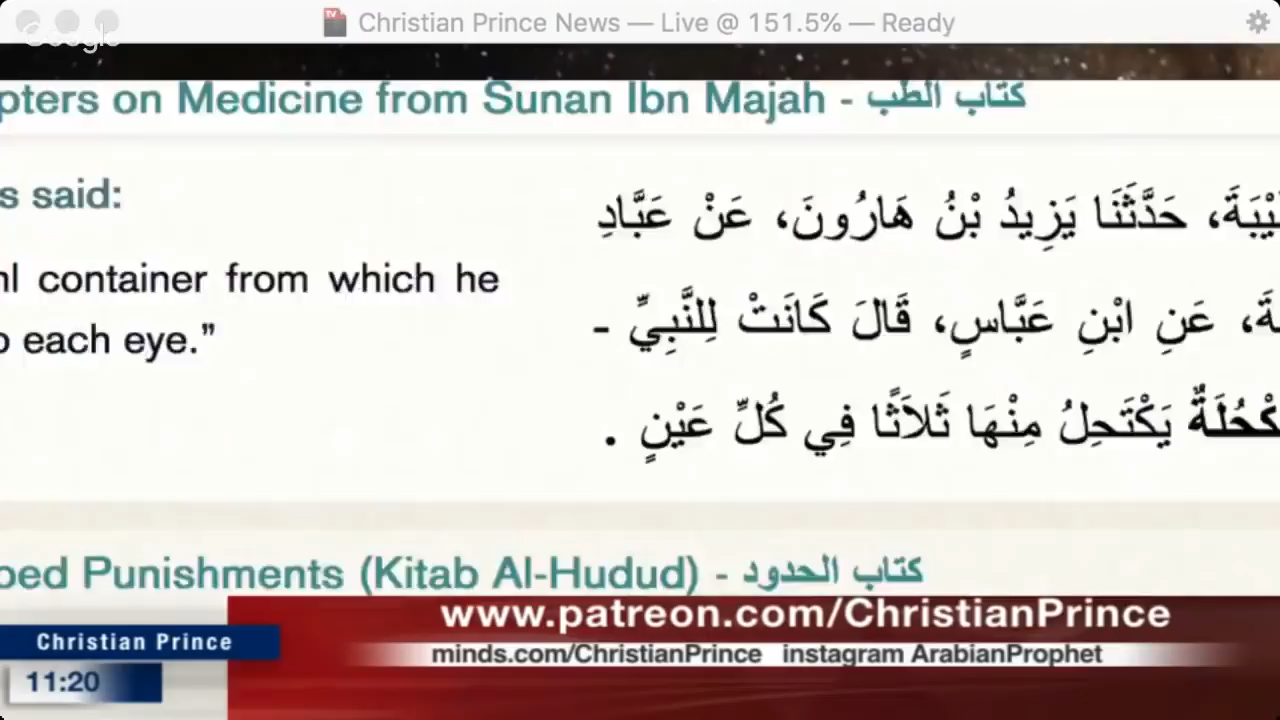 Christian Prince News — Live @ 151.5% — Ready
Google
pters on Medicine from Sunan Ibn Majah - كتاب الطب
s said:
يْبَةَ، حَدَّثَنَا يَزِيدُ بْنُ هَارُونَ، عَنْ عَبَّادِ
container from which he
ةَ، عَنِ ابْنِ عَبَّاسٍ، قَالَ كَانَتْ لِلنَّبِيِّ -
each eye.”
كْحُلَةٌ يَكْتَحِلُ مِنْهَا ثَلاَثًا فِي كُلِّ عَيْنٍ .
bed Punishments (Kitab Al-Hudud) - كتاب الحدود
www.patreon.com/ChristianPrince
Christian Prince
minds.com/ChristianPrince instagram ArabianProphet
11:20